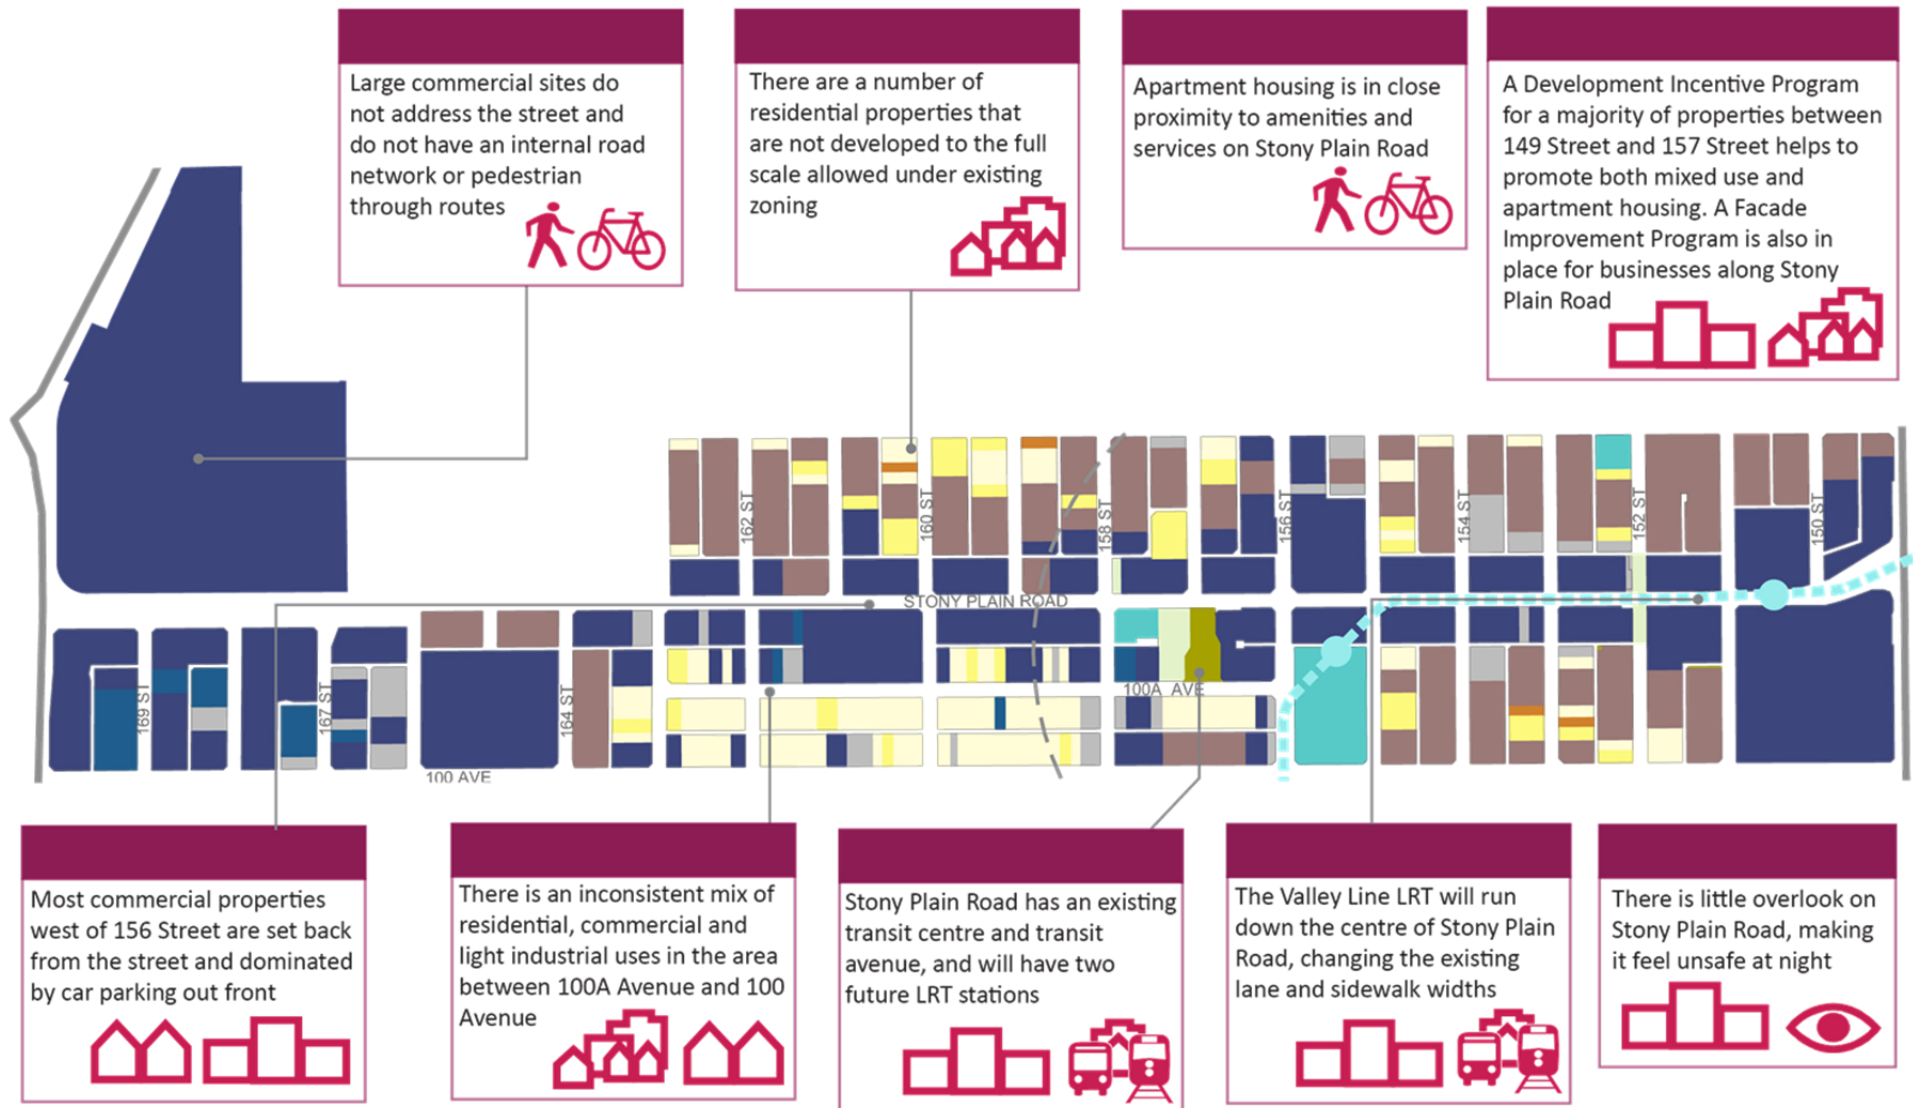 Large commercial sites do
not address the street and
do not have an internal road
network or pedestrian
through routes
There are a number of
residential properties that
are not developed to the full
scale allowed under existing
zoning
Apartment housing is in close
proximity to amenities and
services on Stony Plain Road
A Development Incentive Program
for a majority of properties between
149 Street and 157 Street helps to
promote both mixed use and
apartment housing. A Facade
Improvement Program is also in
place for businesses along Stony
Plain Road
162 ST
160 ST
158 ST
156 ST
154 ST
152 ST
150 ST
STONY PLAIN ROAD
169 ST
167 ST
164 ST
100A AVE
100 AVE
Most commercial properties
west of 156 Street are set back
from the street and dominated
by car parking out front
There is an inconsistent mix of
residential, commercial and
light industrial uses in the area
between 100A Avenue and 100
Avenue
Stony Plain Road has an existing
transit centre and transit
avenue, and will have two
future LRT stations
The Valley Line LRT will run
down the centre of Stony Plain
Road, changing the existing
lane and sidewalk widths
There is little overlook on
Stony Plain Road, making
it feel unsafe at night